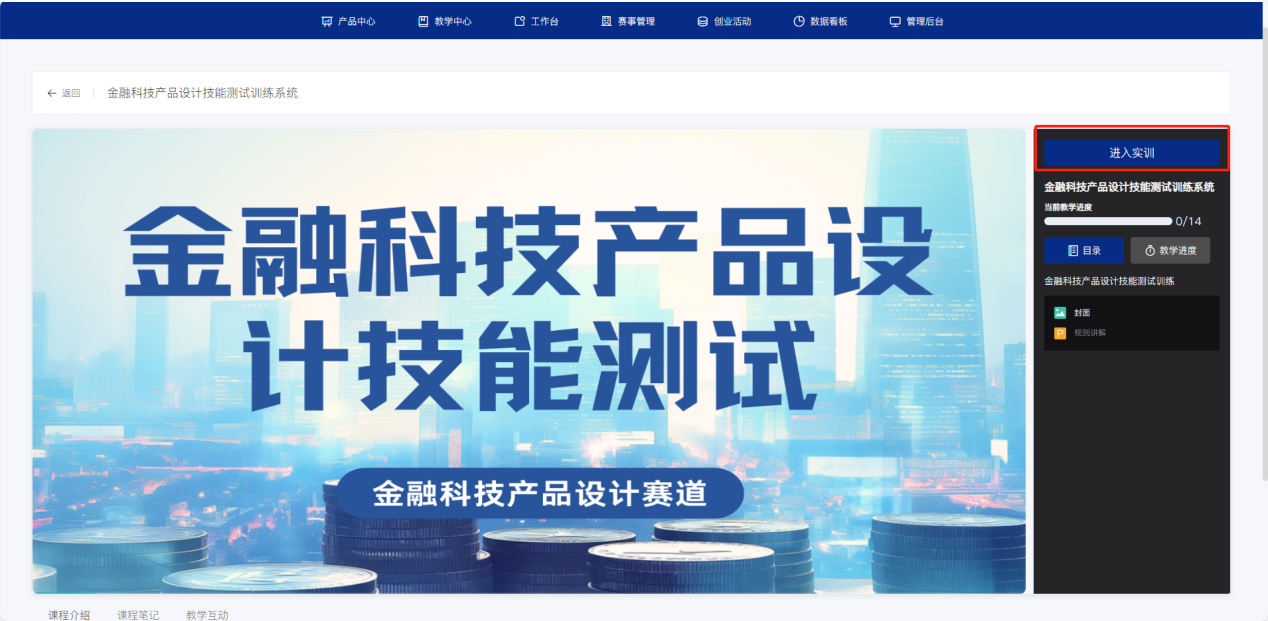 产品中心 教学中心 工作台 赛事管理 创业活动 数据看板 管理后台
返回 金融科技产品设计技能测试训练系统
金融科技产品设
计技能测试
金融科技产品设计赛道
进入实训
金融科技产品设计技能测试训练系统
当前教学进度
0/14
目录 教学进度
金融科技产品设计技能测试训练
封面
P 规则讲解
课程介绍 课程笔记 教学互动